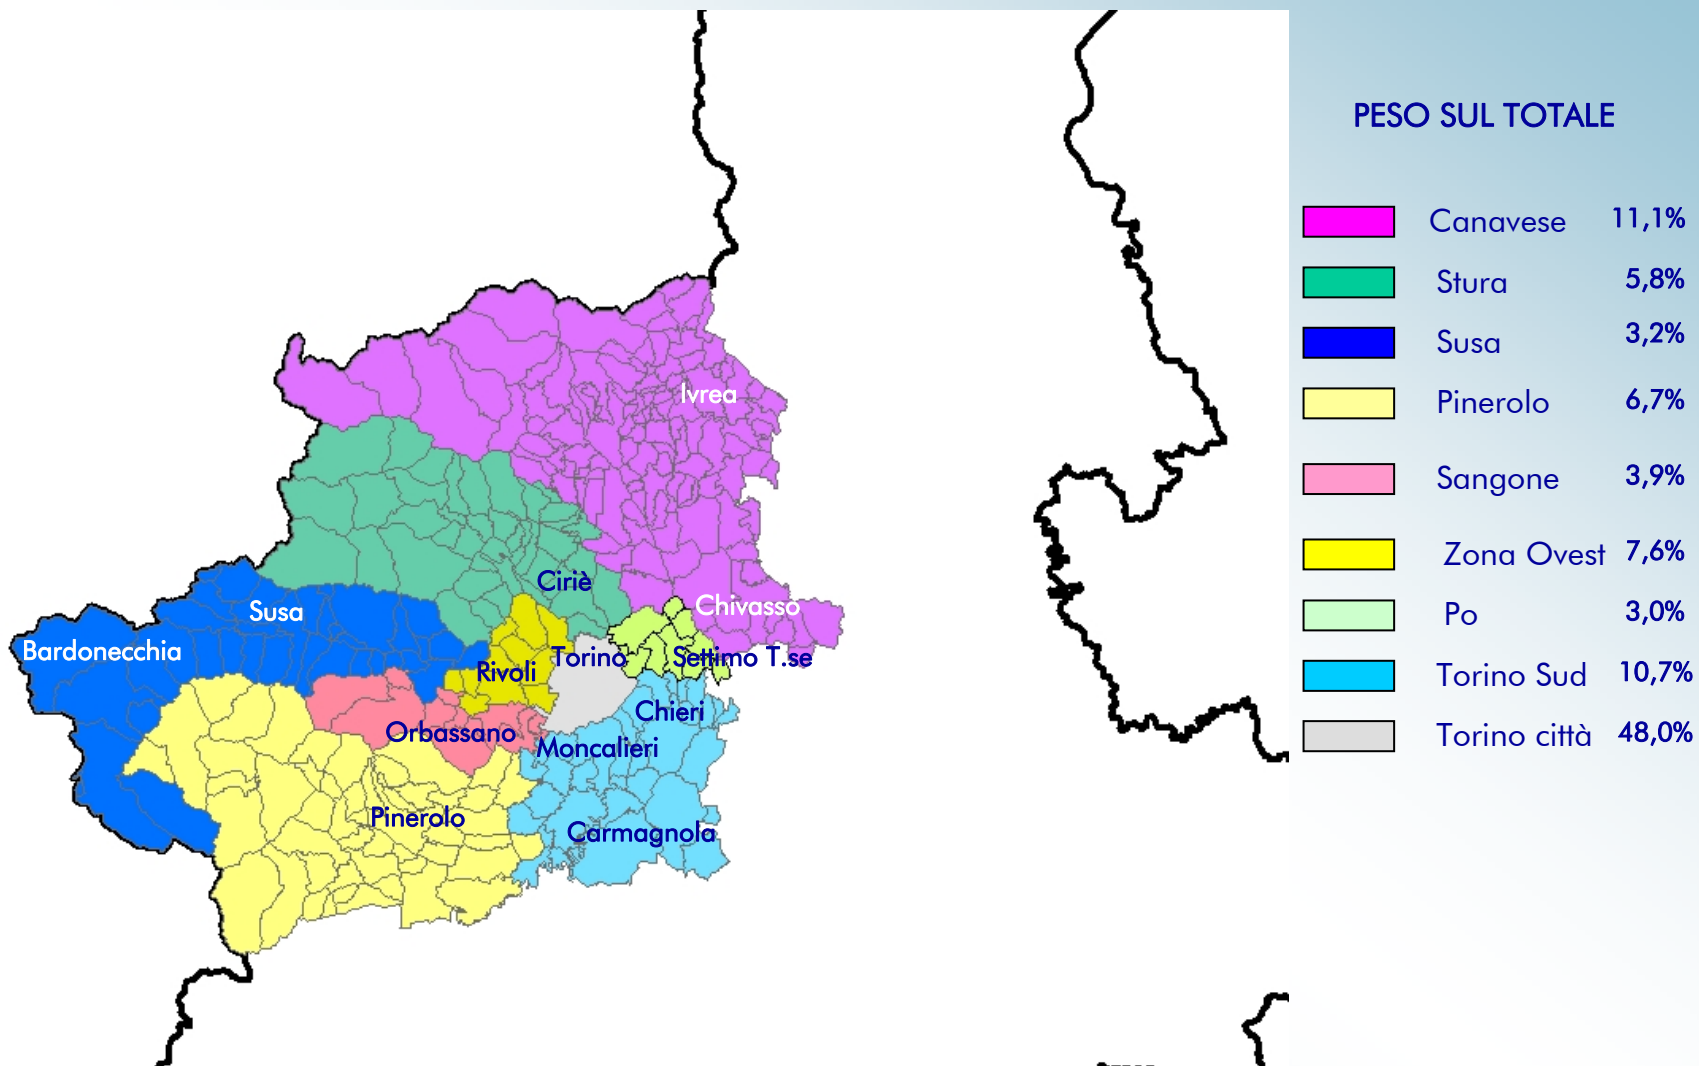 PESO SUL TOTALE
Canavese 11,1%
Stura 5,8%
Susa 3,2%
Pinerolo 6,7%
Sangone 3,9%
Zona Ovest 7,6%
Po 3,0%
Torino Sud 10,7%
Torino città 48,0%
Ivrea
Ciriè
Chivasso
Susa
Bardonecchia
Torino
Settimo T.se
Rivoli
Chieri
Orbassano
Moncalieri
Pinerolo
Carmagnola